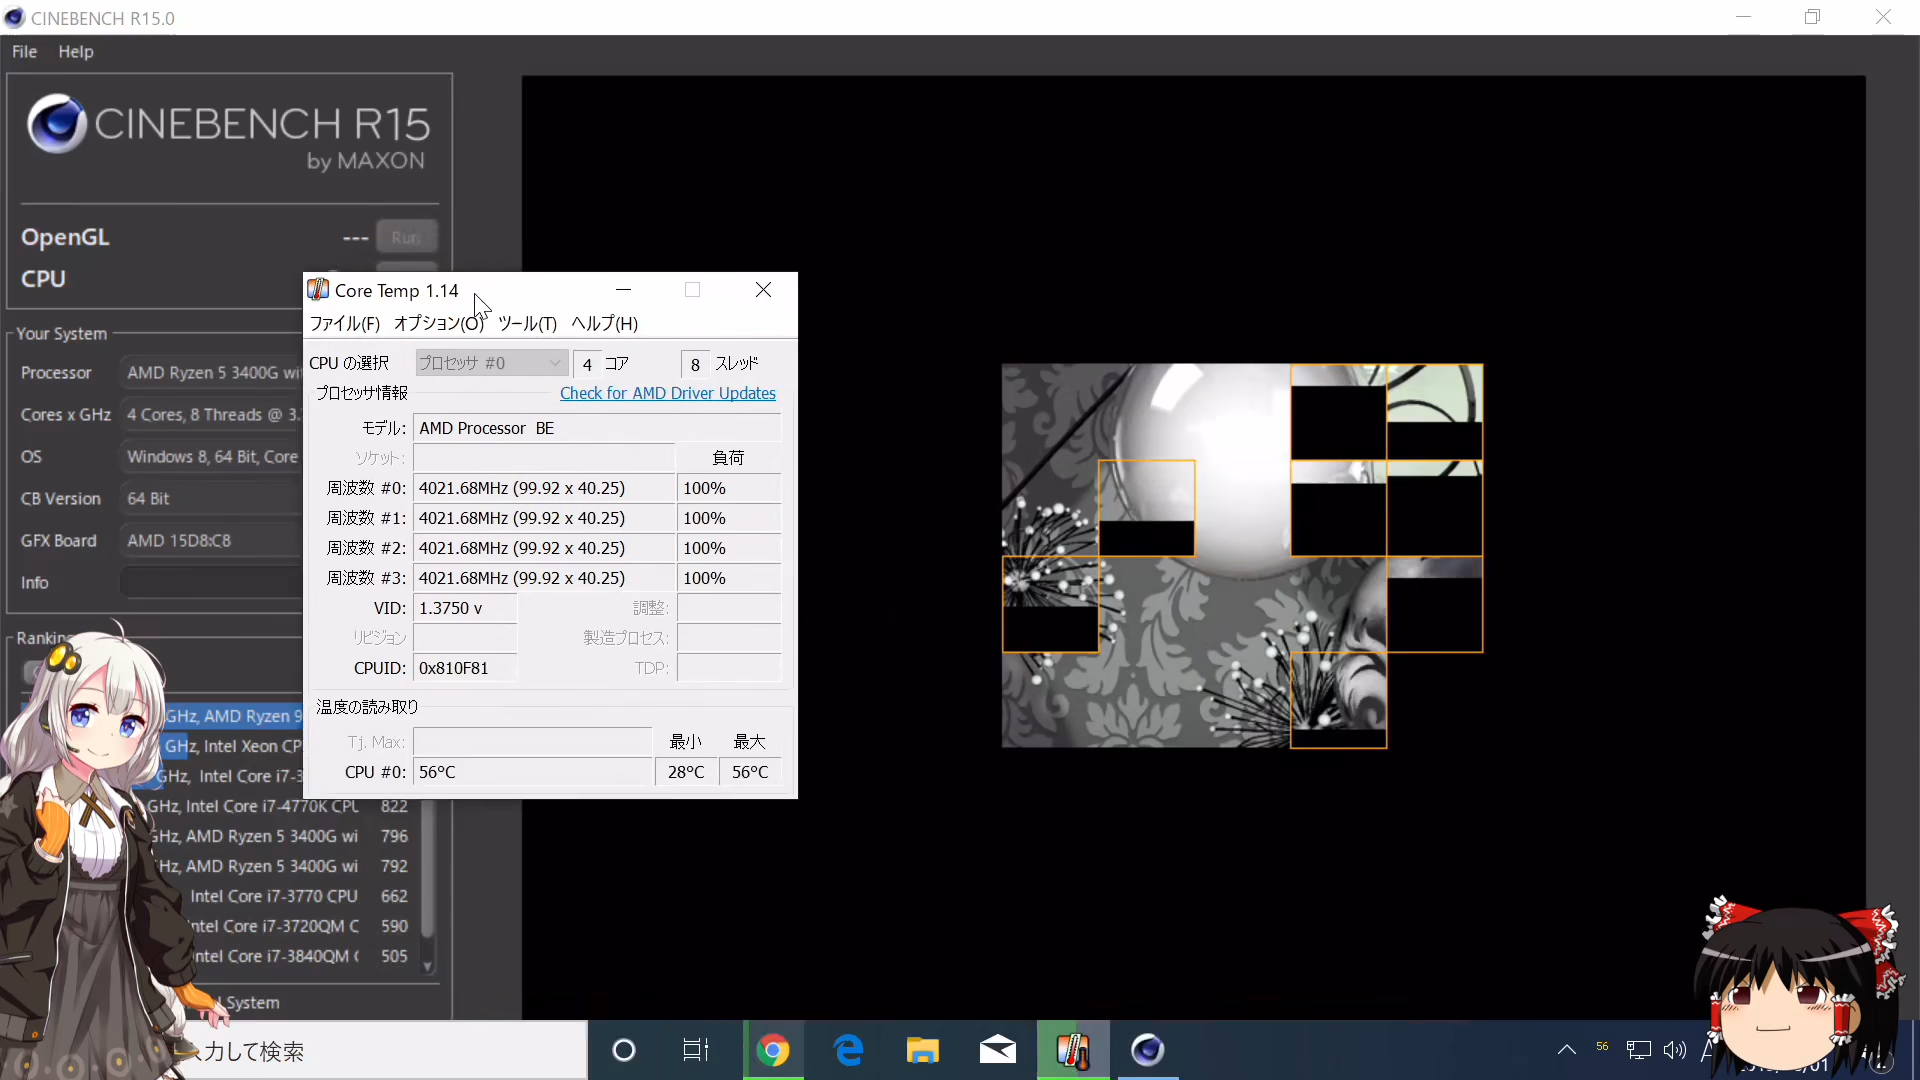 CINEBENCH R15.0
File Help
CINEBENCH R15
by MAXON
OpenGL --- Run
CPU
Your System
Processor AMD Ryzen 5 3400G wi
Cores x GHz 4 Cores, 8 Threads @ 3.
OS Windows 8, 64 Bit, Core
CB Version 64 Bit
GFX Board AMD 15D8:C8
Info
Ranking
GHz, AMD Ryzen 9
GHz, Intel Xeon CP
GHz, Intel Core i7-3
GHz, Intel Core i7-4770K CPU 822
GHz, AMD Ryzen 5 3400G wi 796
Hz, AMD Ryzen 5 3400G wi 792
Intel Core i7-3770 CPU 662
Intel Core i7-3720QM C 590
Intel Core i7-3840QM ( 505
System
Core Temp 1.14
ファイル(F) オプション(O) ツール(T) ヘルプ(H)
CPU の選択 プロセッサ #0 4 コア 8 スレッド
プロセッサ情報 Check for AMD Driver Updates
モデル: AMD Processor BE
ソケット: 負荷
周波数 #0: 4021.68MHz (99.92 x 40.25) 100%
周波数 #1: 4021.68MHz (99.92 x 40.25) 100%
周波数 #2: 4021.68MHz (99.92 x 40.25) 100%
周波数 #3: 4021.68MHz (99.92 x 40.25) 100%
VID: 1.3750 v 調整:
リビジョン 製造プロセス:
CPUID: 0x810F81 TDP:
温度の読み取り
Tj. Max: 最小 最大
CPU #0: 56°C 28°C 56°C
力して検索
56